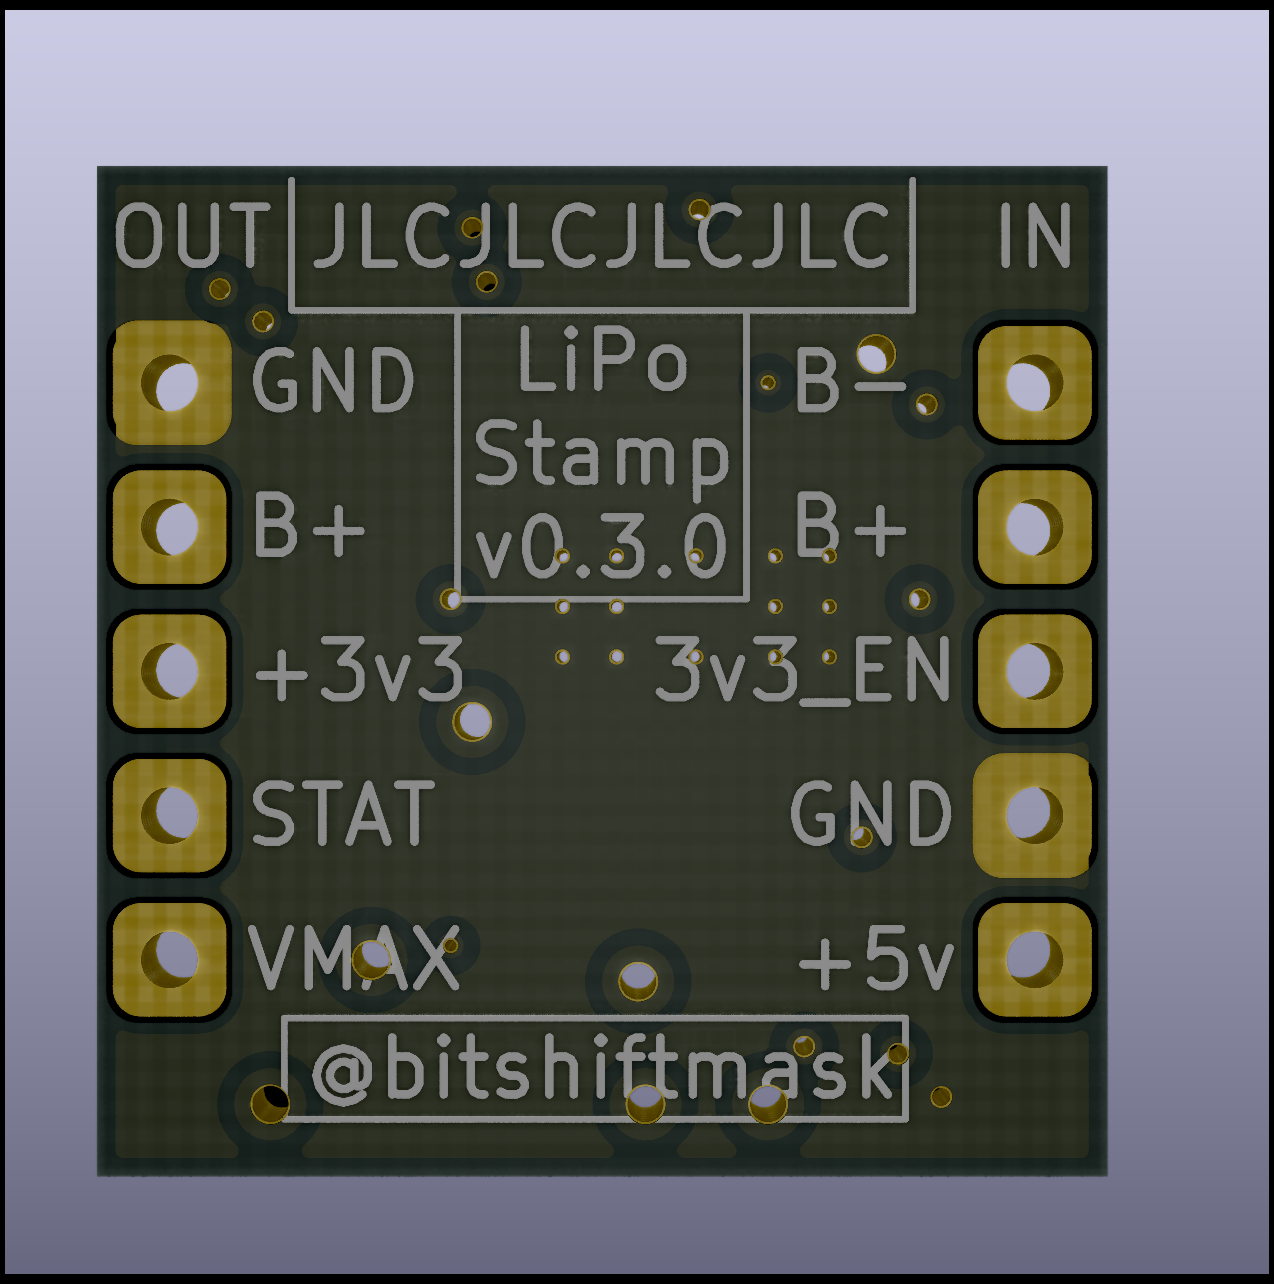 OUT JLCJLCJLCJLC IN
LiPo
Stamp
v0.3.0
GND B-
B+ B+
+3v3 3v3_EN
STAT GND
VMAX +5v
@bitshiftmask